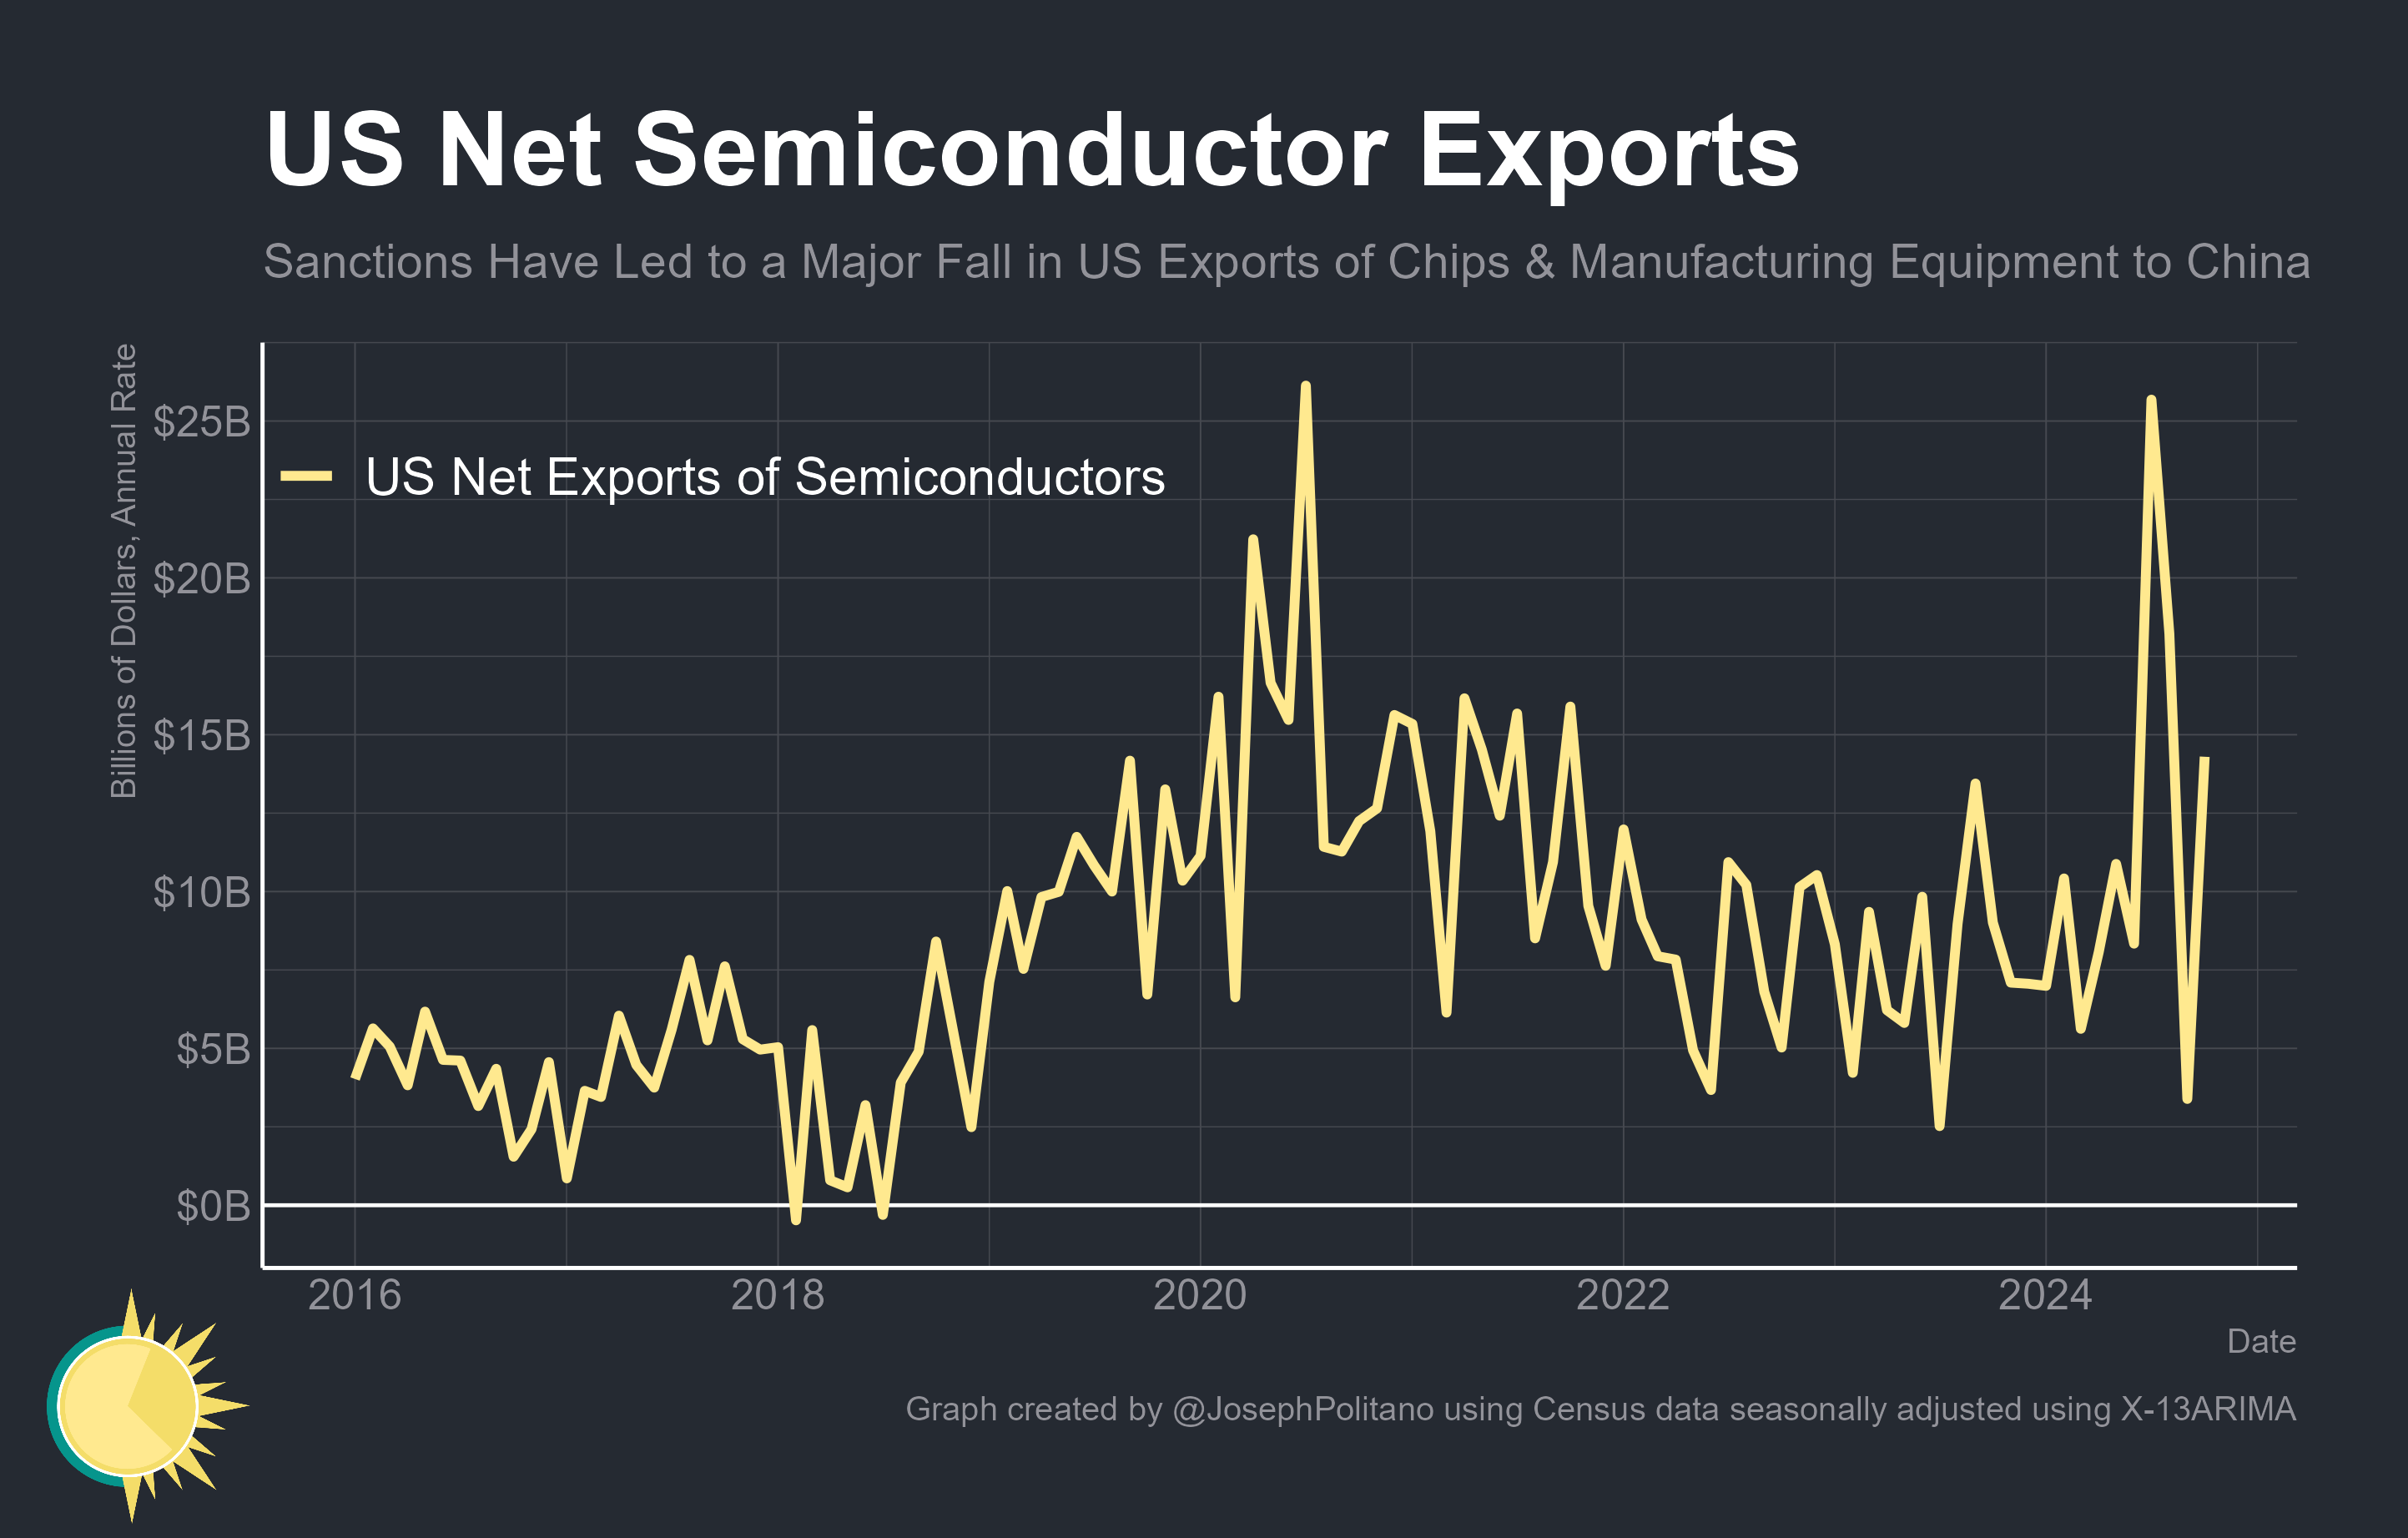 US Net Semiconductor Exports
Sanctions Have Led to a Major Fall in US Exports of Chips & Manufacturing Equipment to China
Billions of Dollars, Annual Rate
$25B
US Net Exports of Semiconductors
$20B
$15B
$10B
$5B
$0B
2016 2018 2020 2022 2024
Date
Graph created by @JosephPolitano using Census data seasonally adjusted using X-13ARIMA